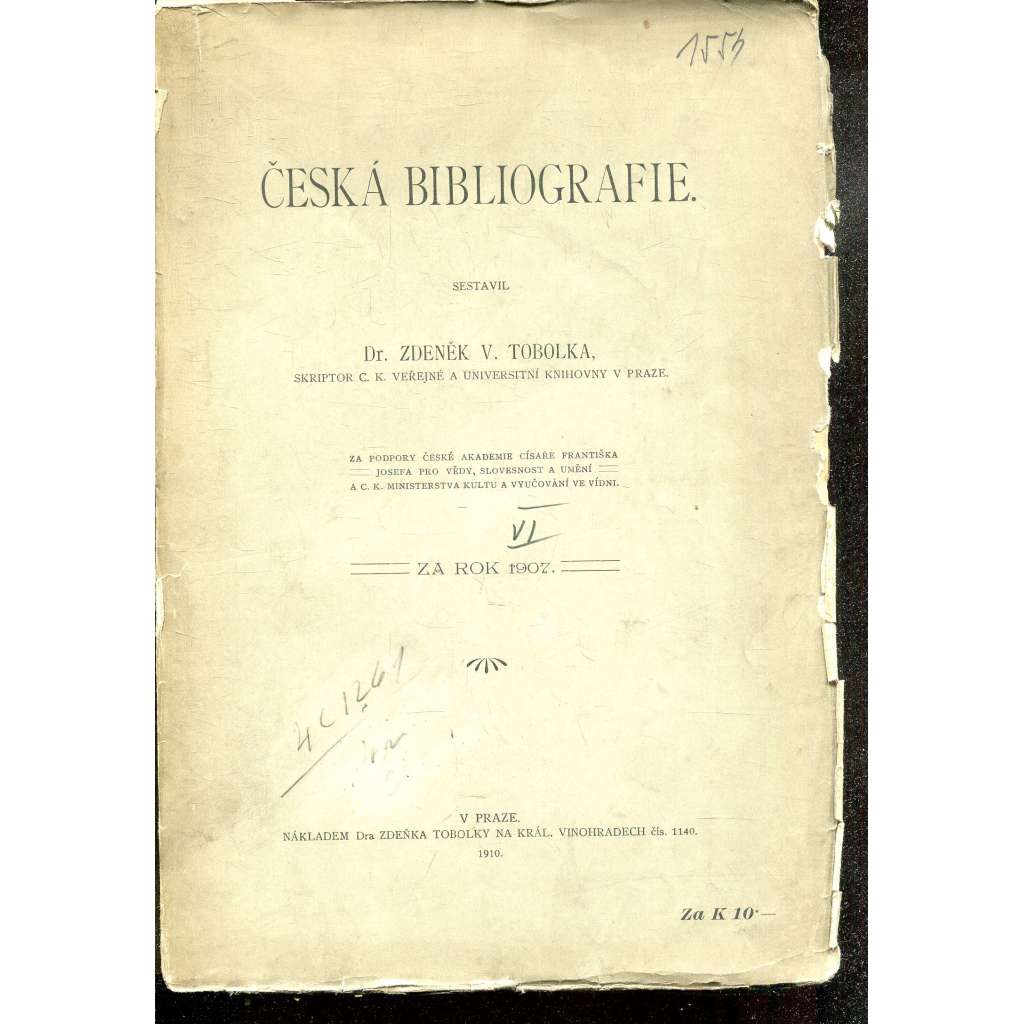 ČESKÁ BIBLIOGRAFIE.
SESTAVIL
Dr. ZDENĚK V. TOBOLKA,
SKRIPTOR C. K. VEŘEJNÉ A UNIVERSITNÍ KNIHOVNY V PRAZE.
ZA PODPORY ČESKÉ AKADEMIE CÍSAŘE FRANTIŠKA
JOSEFA PRO VĚDY, SLOVESNOST A UMĚNÍ
A C. K. MINISTERSTVA KULTU A VYUČOVÁNÍ VE VÍDNI.
VI
ZA ROK 1907.
4 C 1261
V PRAZE.
NÁKLADEM Dra ZDEŇKA TOBOLKY NA KRÁL. VINOHRADECH čís. 1140.
1910.
Za K 10·—